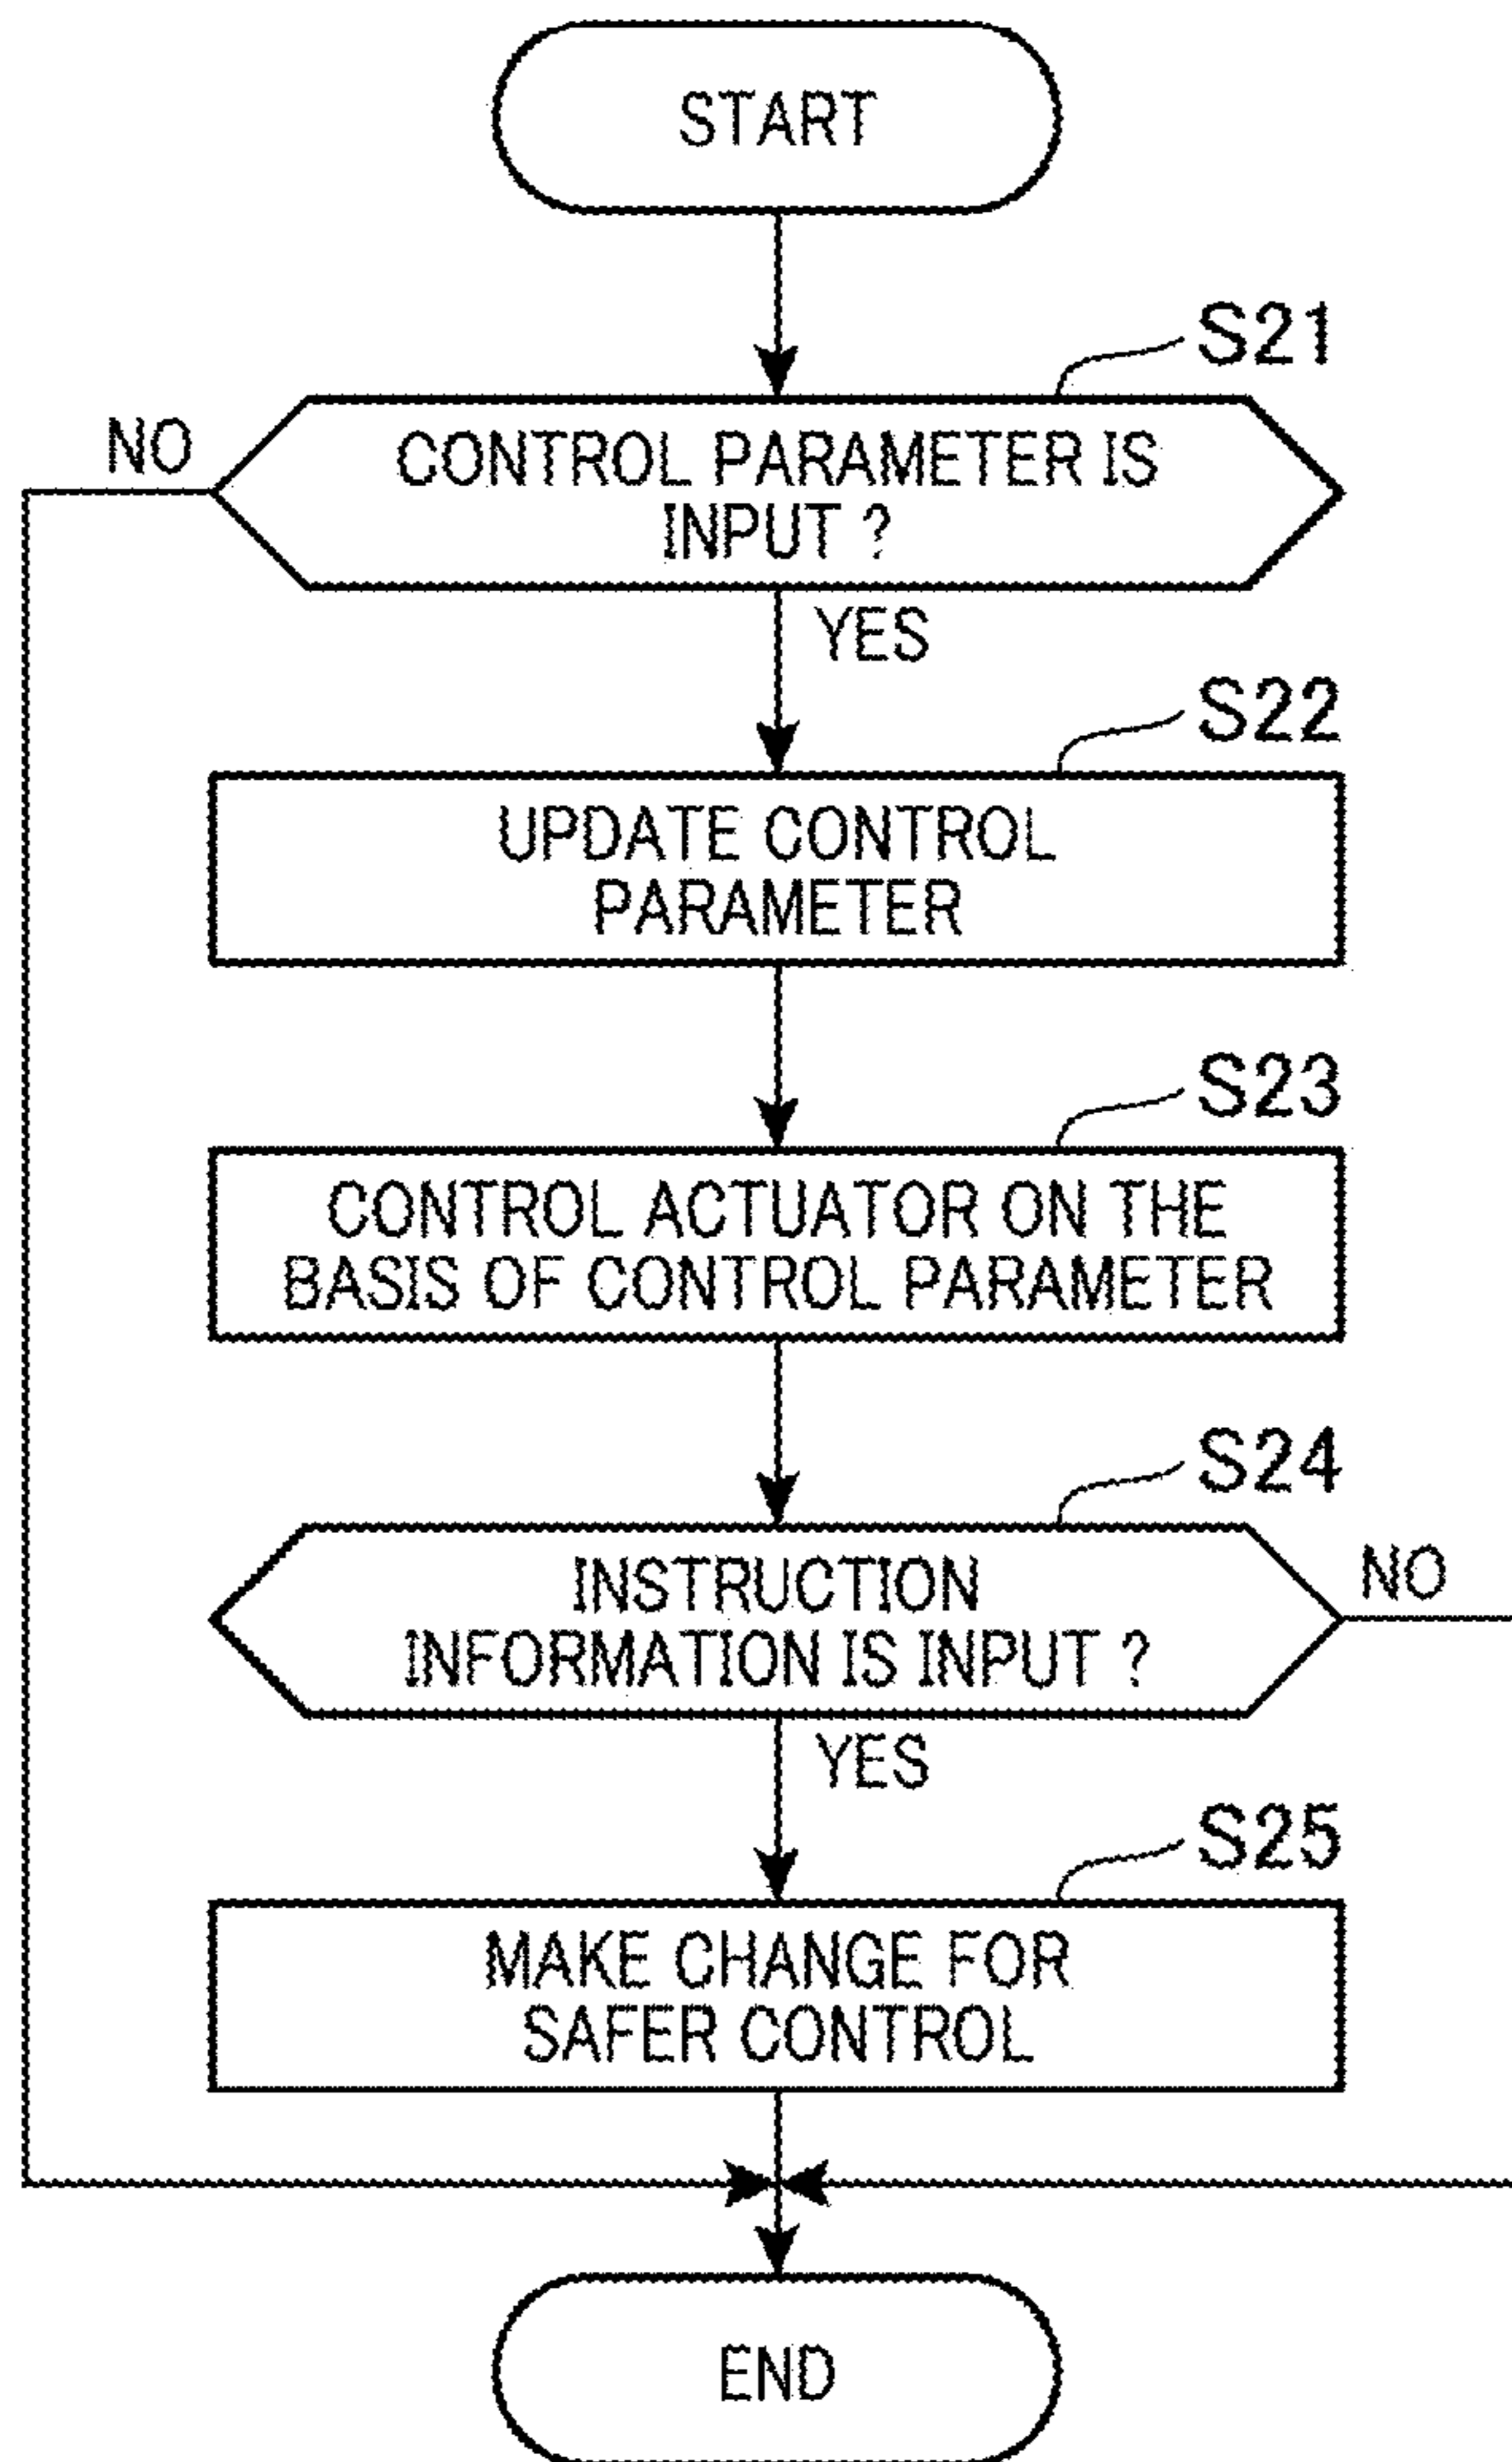 START
S21
NO
CONTROL PARAMETER IS
INPUT ?
YES
S22
UPDATE CONTROL
PARAMETER
S23
CONTROL ACTUATOR ON THE
BASIS OF CONTROL PARAMETER
S24
INSTRUCTION
INFORMATION IS INPUT ?
NO
YES
S25
MAKE CHANGE FOR
SAFER CONTROL
END